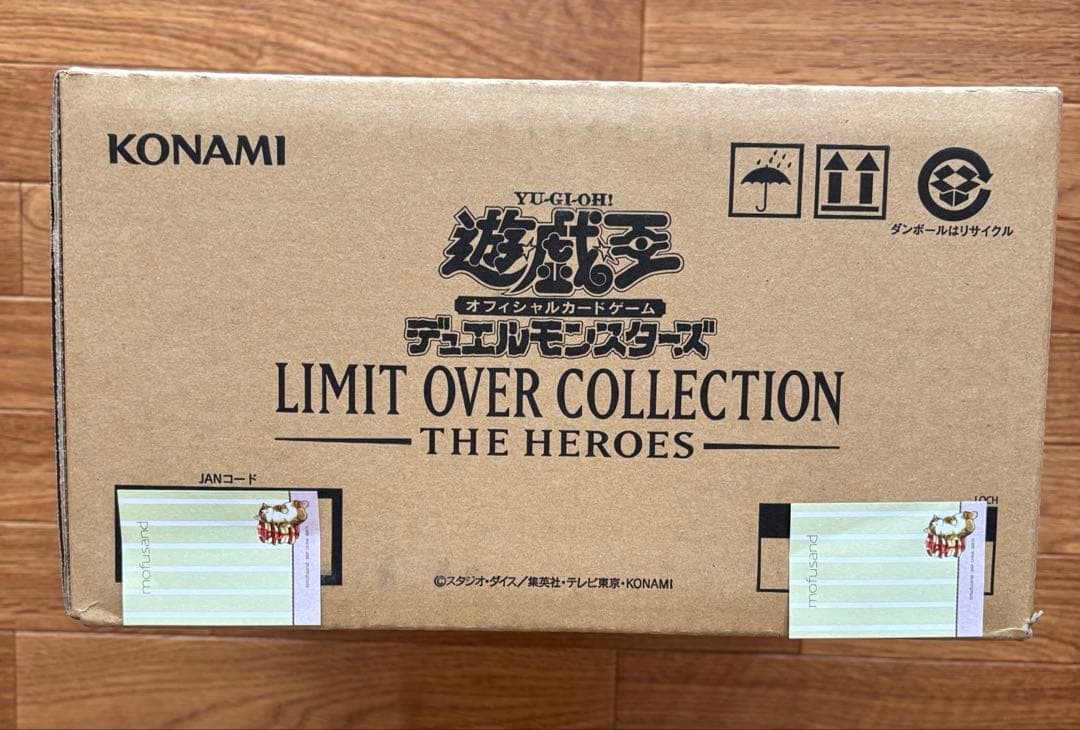 KONAMI
ダンボールはリサイクル
YU-GI-OH!
遊戯王
オフィシャルカードゲーム
デュエルモンスターズ
LIMIT OVER COLLECTION
THE HEROES
JANコード
LOCH
mofusand
mofusand
©スタジオ・ダイス/集英社・テレビ東京・KONAMI